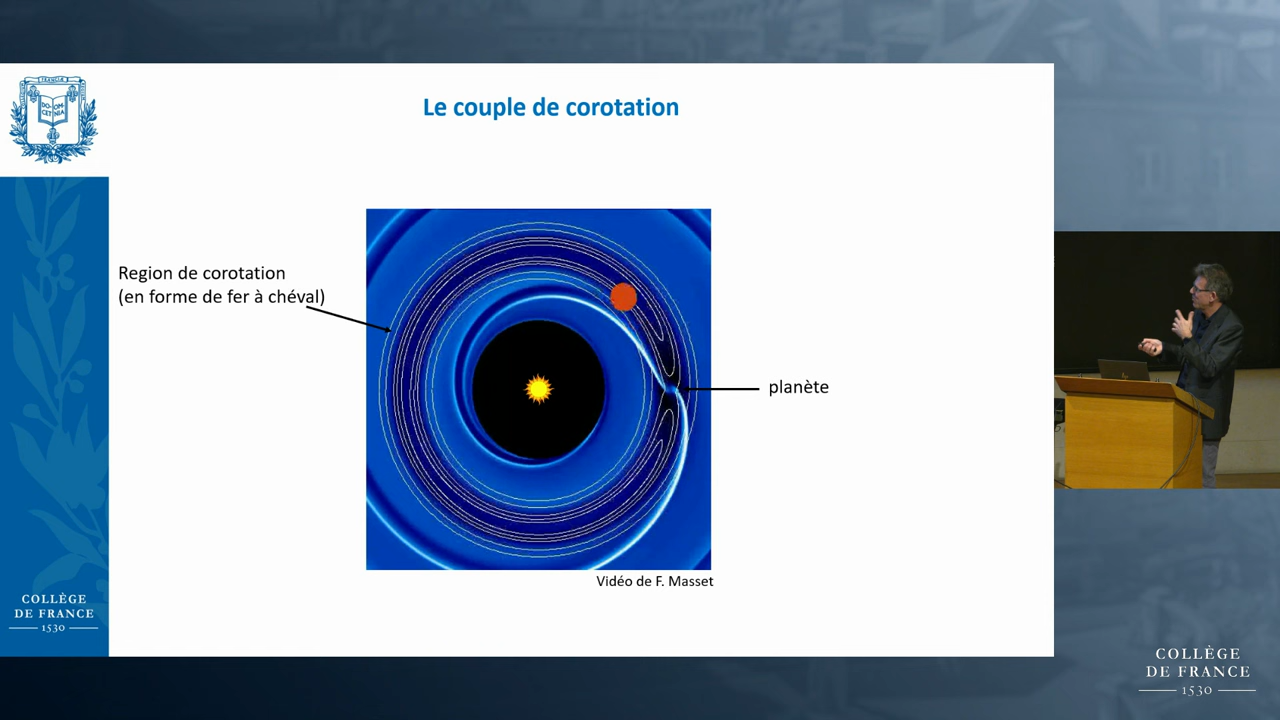 Le couple de corotation
Region de corotation
(en forme de fer à chéval)
planète
Vidéo de F. Masset
COLLÈGE
DE FRANCE
1530
COLLÈGE
DE FRANCE
1530